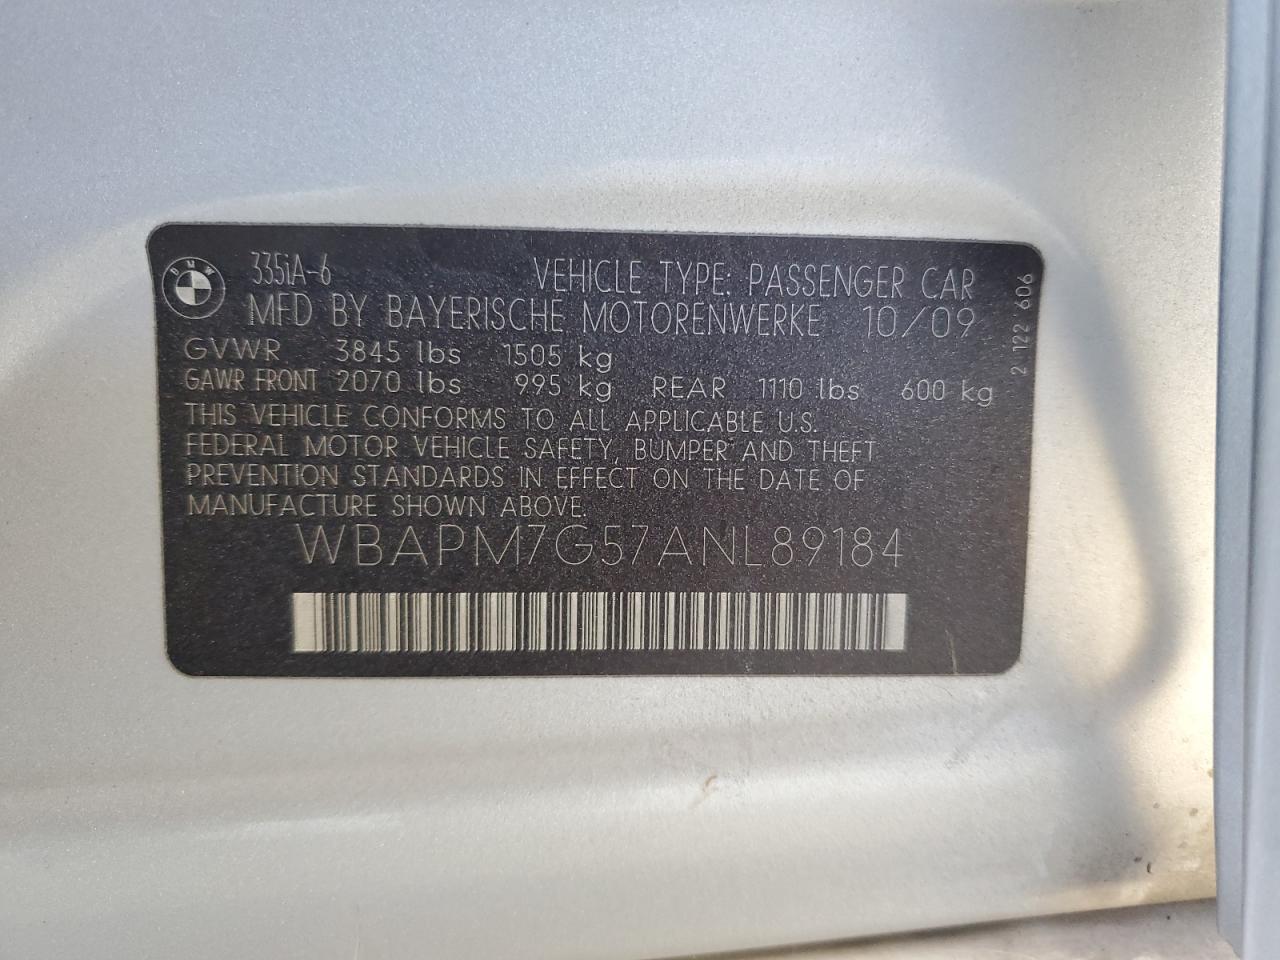 BMW
335iA-6 VEHICLE TYPE: PASSENGER CAR
MFD BY BAYERISCHE MOTORENWERKE 10/09
GVWR 3845 lbs 1505 kg
GAWR FRONT 2070 lbs 995 kg REAR 1110 lbs 600 kg
THIS VEHICLE CONFORMS TO ALL APPLICABLE U.S.
FEDERAL MOTOR VEHICLE SAFETY, BUMPER AND THEFT
PREVENTION STANDARDS IN EFFECT ON THE DATE OF
MANUFACTURE SHOWN ABOVE.
WBAPM7G57ANL89184
2 122 606